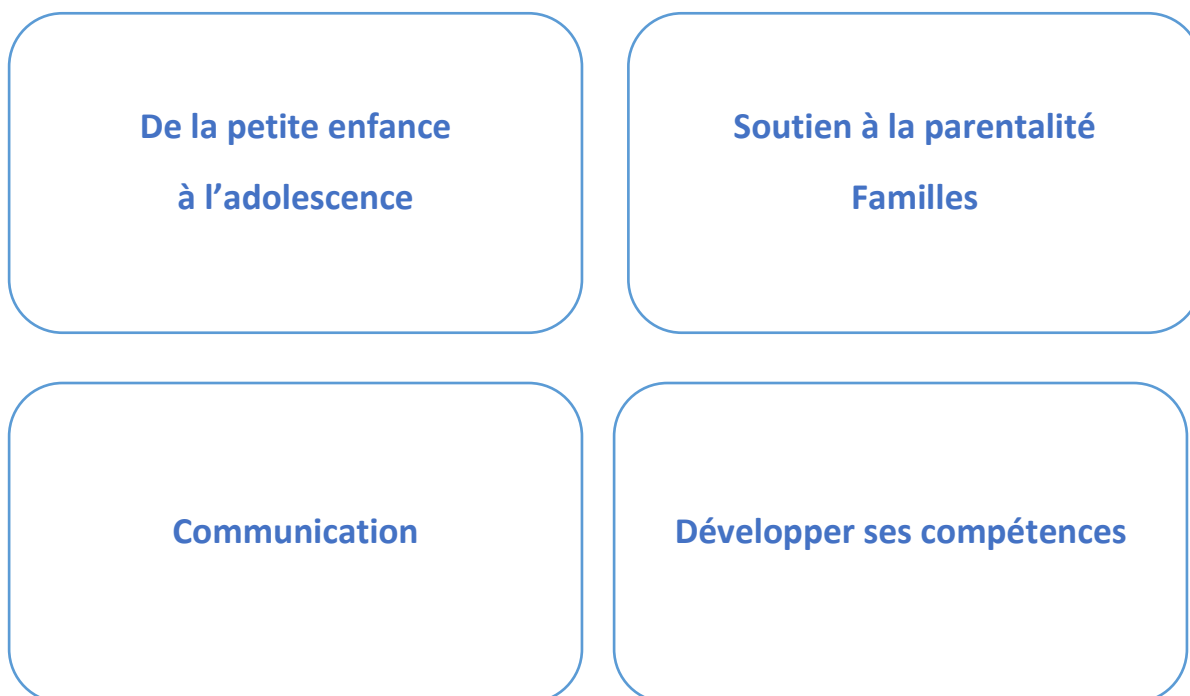 De la petite enfance
à l’adolescence
Soutien à la parentalité
Familles
Communication
Développer ses compétences